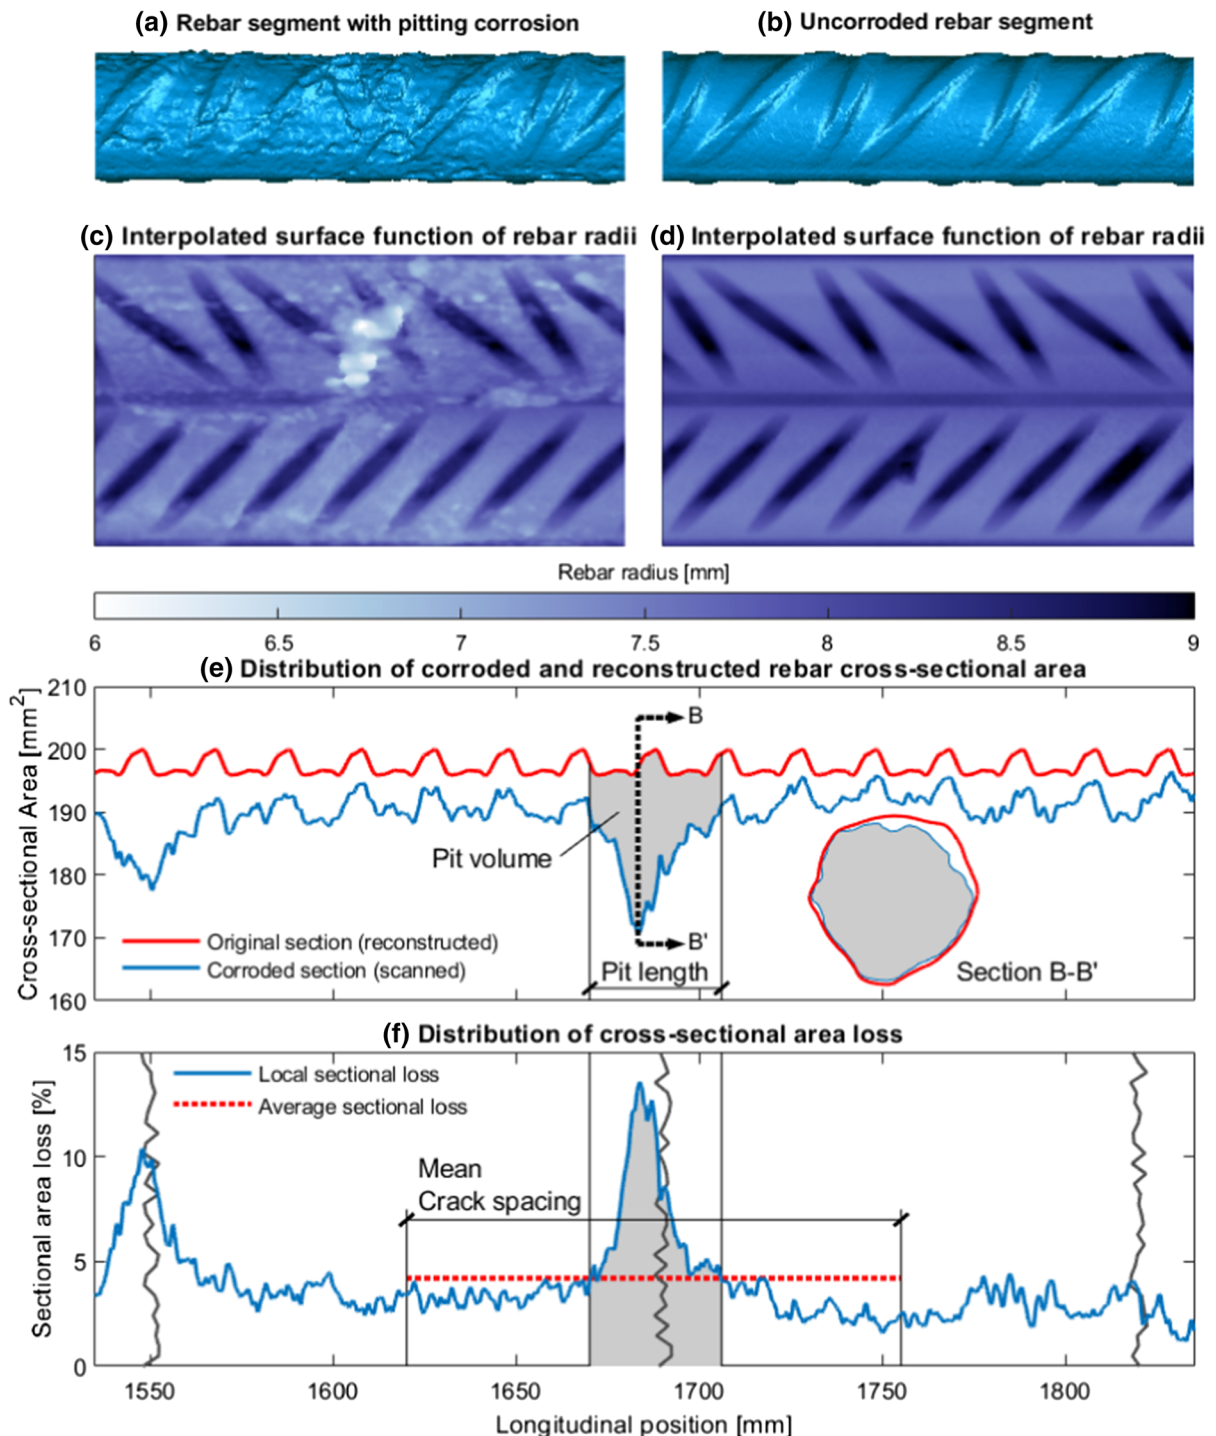 (a) Rebar segment with pitting corrosion
(b) Uncorroded rebar segment
(c) Interpolated surface function of rebar radii
(d) Interpolated surface function of rebar radii
Rebar radius [mm]
6 6.5 7 7.5 8 8.5 9
(e) Distribution of corroded and reconstructed rebar cross-sectional area
Cross-sectional Area [mm²]
210
200
190
180
170
160
B
Pit volume
B'
Original section (reconstructed)
Corroded section (scanned)
Pit length
Section B-B'
(f) Distribution of cross-sectional area loss
Sectional area loss [%]
15
10
5
0
Local sectional loss
Average sectional loss
Mean
Crack spacing
1550 1600 1650 1700 1750 1800
Longitudinal position [mm]